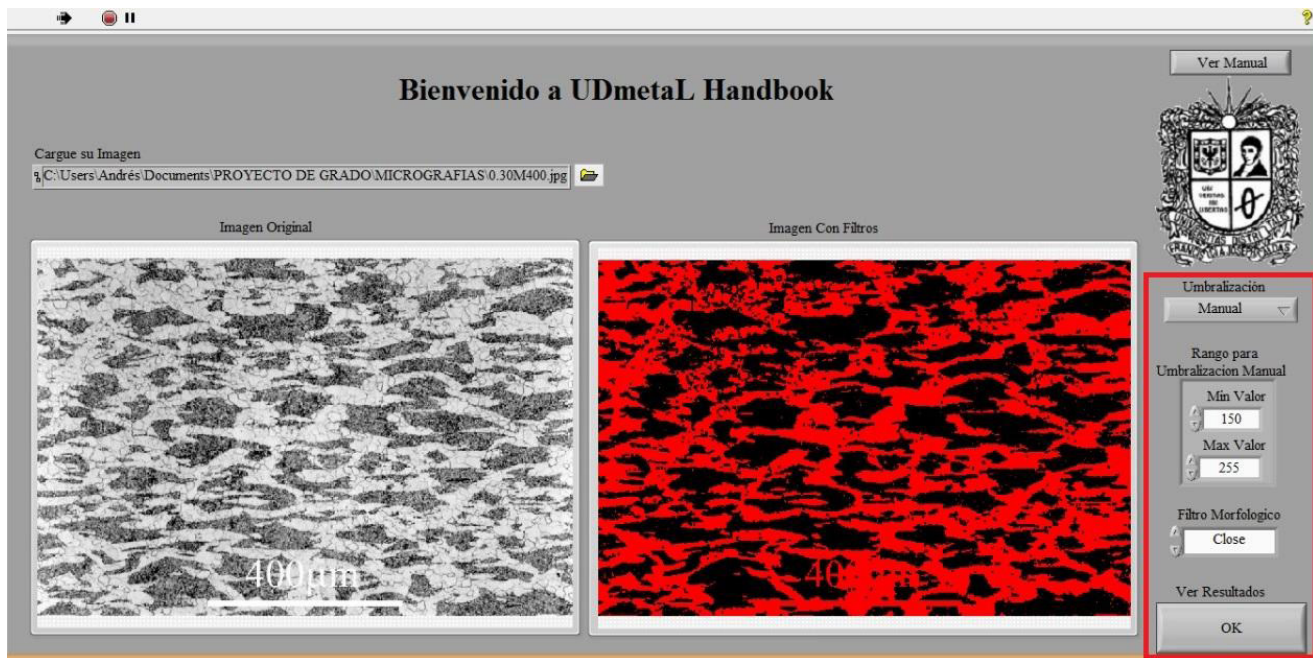 ?
Ver Manual
Bienvenido a UDmetaL Handbook
Cargue su Imagen
C:\Users\Andrés\Documents\PROYECTO DE GRADO\MICROGRAFIAS\0.30M400.jpg
Imagen Original
Imagen Con Filtros
400µm
400µm
Umbralización
Manual
Rango para
Umbralizacion Manual
Min Valor
150
Max Valor
255
Filtro Morfologico
Close
Ver Resultados
OK